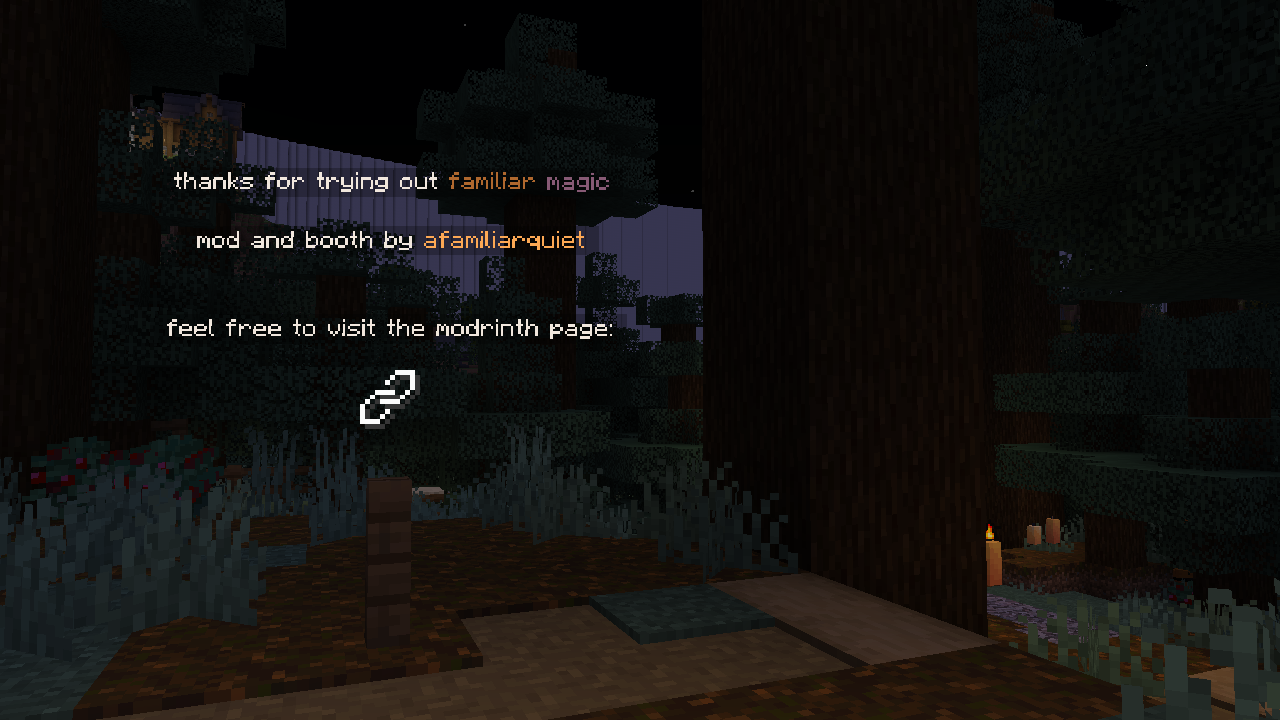 thanks for trying out familiar magic
mod and booth by afamiliarquiet
feel free to visit the modrinth page: